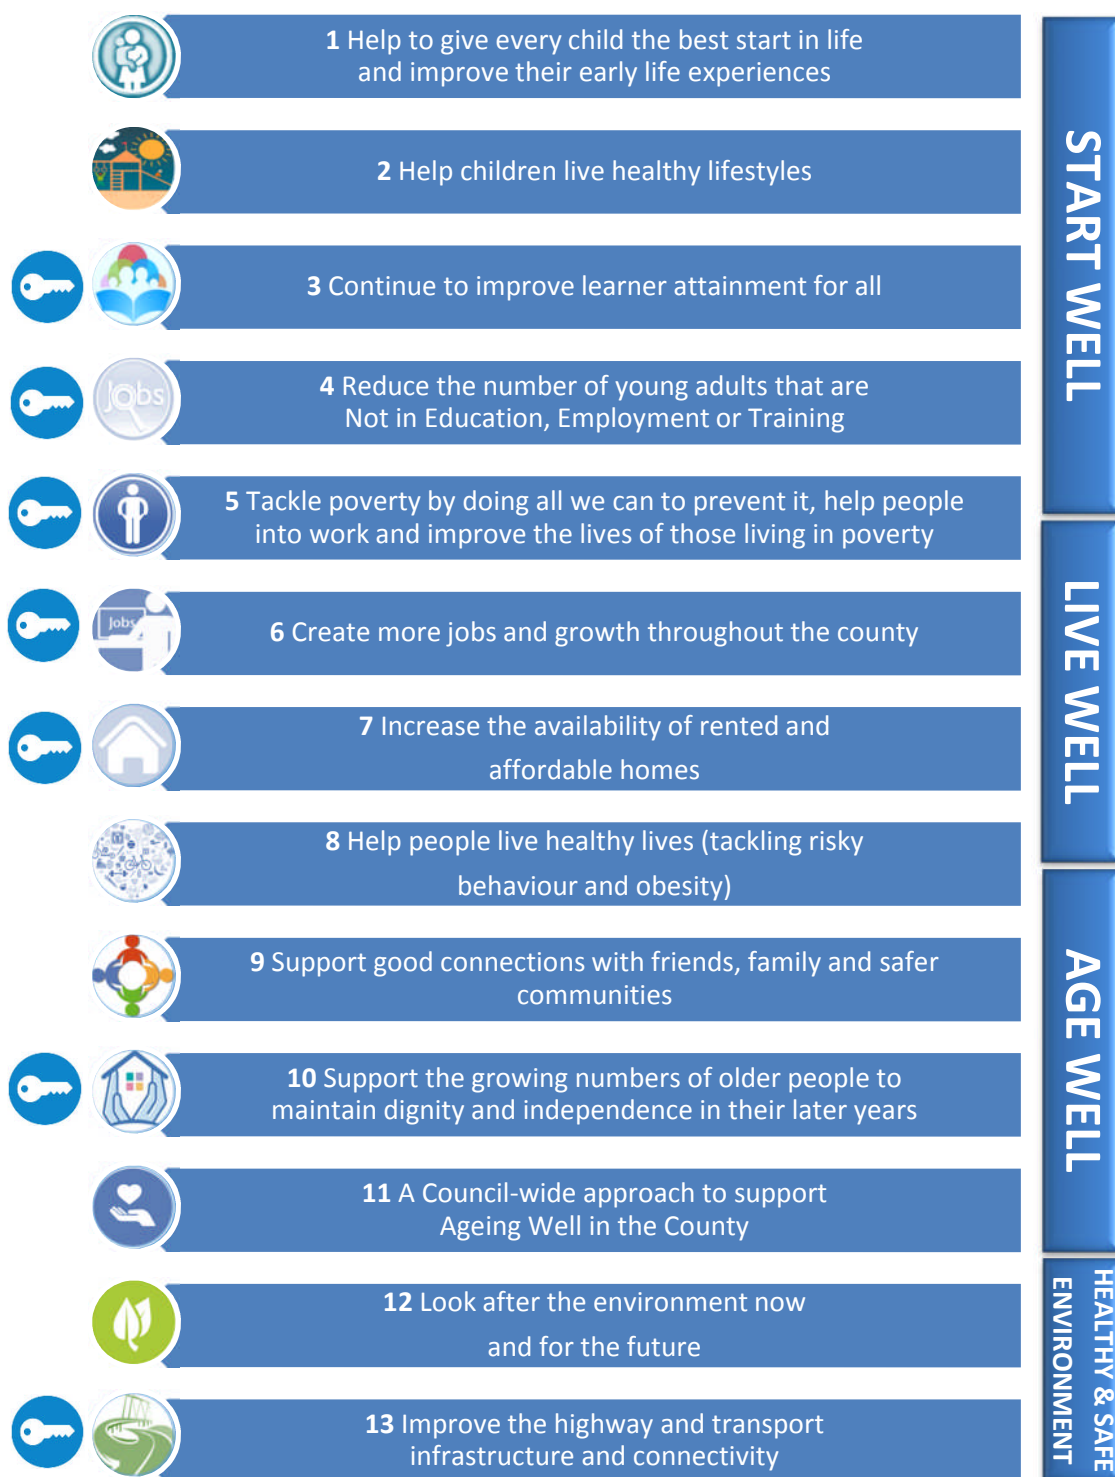 1 Help to give every child the best start in life
and improve their early life experiences
2 Help children live healthy lifestyles
3 Continue to improve learner attainment for all
Jobs
4 Reduce the number of young adults that are
Not in Education, Employment or Training
5 Tackle poverty by doing all we can to prevent it, help people
into work and improve the lives of those living in poverty
Jobs
6 Create more jobs and growth throughout the county
7 Increase the availability of rented and
affordable homes
8 Help people live healthy lives (tackling risky
behaviour and obesity)
9 Support good connections with friends, family and safer
communities
10 Support the growing numbers of older people to
maintain dignity and independence in their later years
11 A Council-wide approach to support
Ageing Well in the County
12 Look after the environment now
and for the future
13 Improve the highway and transport
infrastructure and connectivity
START WELL
LIVE WELL
AGE WELL
HEALTHY & SAFE
ENVIRONMENT